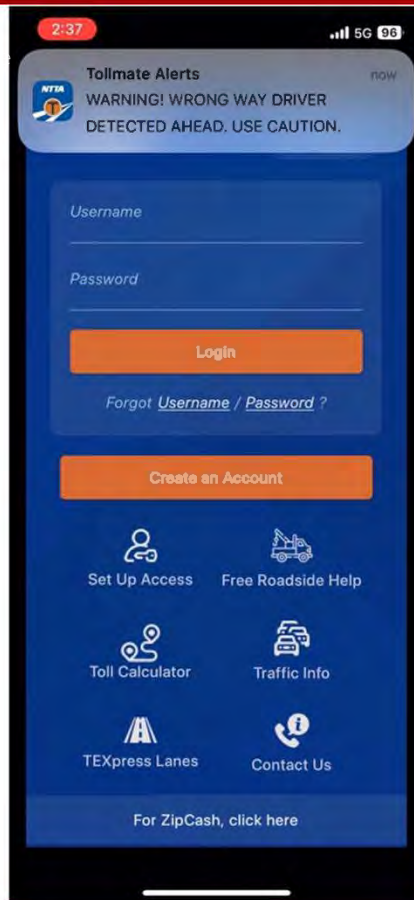 2:37
5G 96
Tollmate Alerts now
WARNING! WRONG WAY DRIVER
DETECTED AHEAD. USE CAUTION.
NTTA
T
Username
Password
Login
Forgot Username / Password ?
Create an Account
Set Up Access Free Roadside Help
Toll Calculator Traffic Info
TEXpress Lanes Contact Us
For ZipCash, click here